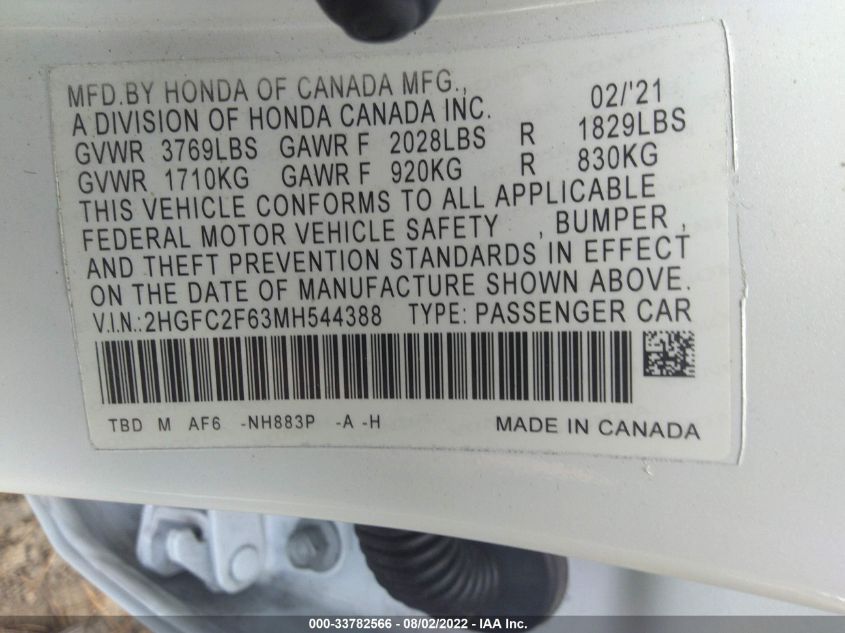 MFD.BY HONDA OF CANADA MFG., 02/'21
A DIVISION OF HONDA CANADA INC.
GVWR 3769LBS GAWR F 2028LBS R 1829LBS
GVWR 1710KG GAWR F 920KG R 830KG
THIS VEHICLE CONFORMS TO ALL APPLICABLE
FEDERAL MOTOR VEHICLE SAFETY , BUMPER ,
AND THEFT PREVENTION STANDARDS IN EFFECT
ON THE DATE OF MANUFACTURE SHOWN ABOVE.
V.I.N.:2HGFC2F63MH544388 TYPE: PASSENGER CAR
TBD M AF6 -NH883P -A -H MADE IN CANADA
000-33782566 - 08/02/2022 - IAA Inc.